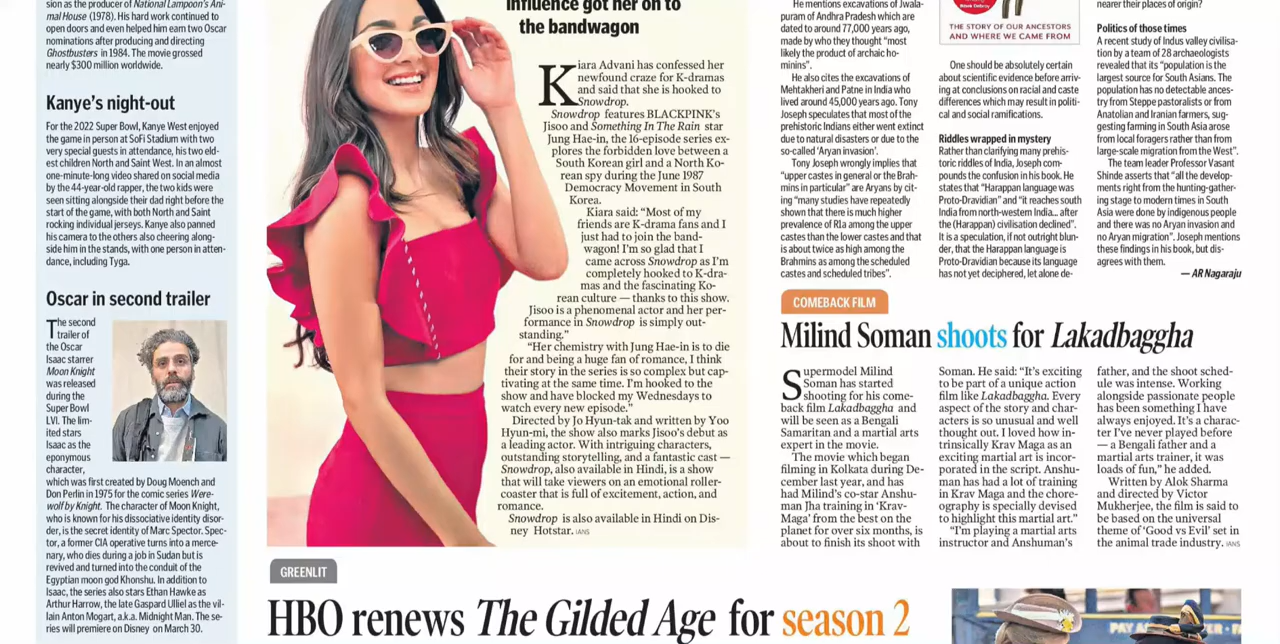 sion as the producer of National Lampoon's Ani-
mal House (1978). His hard work continued to
open doors and even helped him earn two Oscar
nominations after producing and directing
Ghostbusters in 1984. The movie grossed
nearly $300 million worldwide.
Kanye's night-out
For the 2022 Super Bowl, Kanye West enjoyed
the game in person at SoFi Stadium with two
very special guests in attendance, his two eld-
est children North and Saint West. In an almost
one-minute-long video shared on social media
by the 44-year-old rapper, the two kids were
seen sitting alongside their dad right before the
start of the game, with both North and Saint
rocking individual jerseys. Kanye also panned
his camera to the others also cheering along-
side him in the stands, with one person in atten-
dance, including Tyga.
Oscar in second trailer
The second
trailer of
the Oscar
Isaac starrer
Moon Knight
was released
during the
Super Bowl
LVI. The lim-
ited stars
Isaac as the
eponymous
character,
which was first created by Doug Moench and
Don Perlin in 1975 for the comic series Were-
wolf by Knight. The character of Moon Knight,
who is known for his dissociative identity disor-
der, is the secret identity of Marc Spector. Spec-
tor, a former CIA operative turns into a merce-
nary, who dies during a job in Sudan but is
revived and turned into the conduit of the
Egyptian moon god Khonshu. In addition to
Isaac, the series also stars Ethan Hawke as
Arthur Harrow, the late Gaspard Ulliel as the vil-
lain Anton Mogart, a.k.a. Midnight Man. The se-
ries will premiere on Disney on March 30.
influence got her on to
the bandwagon
Kiara Advani has confessed her
newfound craze for K-dramas
and said that she is hooked to
Snowdrop.
Snowdrop features BLACKPINK's
Jisoo and Something In The Rain star
Jung Hae-in, the 16-episode series ex-
plores the forbidden love between a
South Korean girl and a North Ko-
rean spy during the June 1987
Democracy Movement in South
Korea.
Kiara said: "Most of my
friends are K-drama fans and I
just had to join the band-
wagon! I'm so glad that I
came across Snowdrop as I'm
completely hooked to K-dra-
mas and the fascinating Ko-
rean culture — thanks to this show.
Jisoo is a phenomenal actor and her per-
formance in Snowdrop is simply out-
standing."
"Her chemistry with Jung Hae-in is to die
for and being a huge fan of romance, I think
their story in the series is so complex but cap-
tivating at the same time. I'm hooked to the
show and have blocked my Wednesdays to
watch every new episode."
Directed by Jo Hyun-tak and written by Yoo
Hyun-mi, the show also marks Jisoo's debut as
a leading actor. With intriguing characters,
outstanding storytelling, and a fantastic cast —
Snowdrop, also available in Hindi, is a show
that will take viewers on an emotional roller-
coaster that is full of excitement, action, and
romance.
Snowdrop is also available in Hindi on Dis-
ney Hotstar. IANS
He mentions excavations of Jwala-
puram of Andhra Pradesh which are
dated to around 77,000 years ago,
made by who they thought "most
likely the product of archaic ho-
minins".
He also cites the excavations of
Mehtakheri and Patne in India who
lived around 45,000 years ago. Tony
Joseph speculates that most of the
prehistoric Indians either went extinct
due to natural disasters or due to the
so-called 'Aryan invasion'.
Tony Joseph wrongly implies that
"upper castes in general or the Brah-
mins in particular" are Aryans by cit-
ing "many studies have repeatedly
shown that there is much higher
prevalence of R1a among the upper
castes than the lower castes and that
is about twice as high among the
Brahmins as among the scheduled
castes and scheduled tribes".
THE STORY OF OUR ANCESTORS
AND WHERE WE CAME FROM
One should be absolutely certain
about scientific evidence before arriv-
ing at conclusions on racial and caste
differences which may result in politi-
cal and social ramifications.
Riddles wrapped in mystery
Rather than clarifying many prehis-
toric riddles of India, Joseph com-
pounds the confusion in his book. He
states that "Harappan language was
Proto-Dravidian" and "it reaches south
India from north-western India... after
the (Harappan) civilisation declined".
It is a speculation, if not outright blun-
der, that the Harappan language is
Proto-Dravidian because its language
has not yet deciphered, let alone de-
nearer their places of origin?
Politics of those times
A recent study of Indus valley civilisa-
tion by a team of 28 archaeologists
revealed that its "population is the
largest source for South Asians. The
population has no detectable ances-
try from Steppe pastoralists or from
Anatolian and Iranian farmers, sug-
gesting farming in South Asia arose
from local foragers rather than from
large-scale migration from the West".
The team leader Professor Vasant
Shinde asserts that "all the develop-
ments right from the hunting-gather-
ing stage to modern times in South
Asia were done by indigenous people
and there was no Aryan invasion and
no Aryan migration". Joseph mentions
these findings in his book, but dis-
agrees with them.
— AR Nagaraju
COMEBACK FILM
Milind Soman shoots for Lakadbaggha
Supermodel Milind
Soman has started
shooting for his come-
back film Lakadbaggha and
will be seen as a Bengali
Samaritan and a martial arts
expert in the movie.
The movie which began
filming in Kolkata during De-
cember last year, and has
had Milind's co-star Anshu-
man Jha training in 'Krav-
Maga' from the best on the
planet for over six months, is
about to finish its shoot with
Soman. He said: "It's exciting
to be part of a unique action
film like Lakadbaggha. Every
aspect of the story and char-
acters is so unusual and well
thought out. I loved how in-
trinsically Krav Maga as an
exciting martial art is incor-
porated in the script. Anshu-
man has had a lot of training
in Krav Maga and the chore-
ography is specially devised
to highlight this martial art."
"I'm playing a martial arts
instructor and Anshuman's
father, and the shoot sched-
ule was intense. Working
alongside passionate people
has been something I have
always enjoyed. It's a charac-
ter I've never played before
— a Bengali father and a
martial arts trainer, it was
loads of fun," he added.
Written by Alok Sharma
and directed by Victor
Mukherjee, the film is said to
be based on the universal
theme of 'Good vs Evil' set in
the animal trade industry. IANS
GREENLIT
HBO renews The Gilded Age for season 2